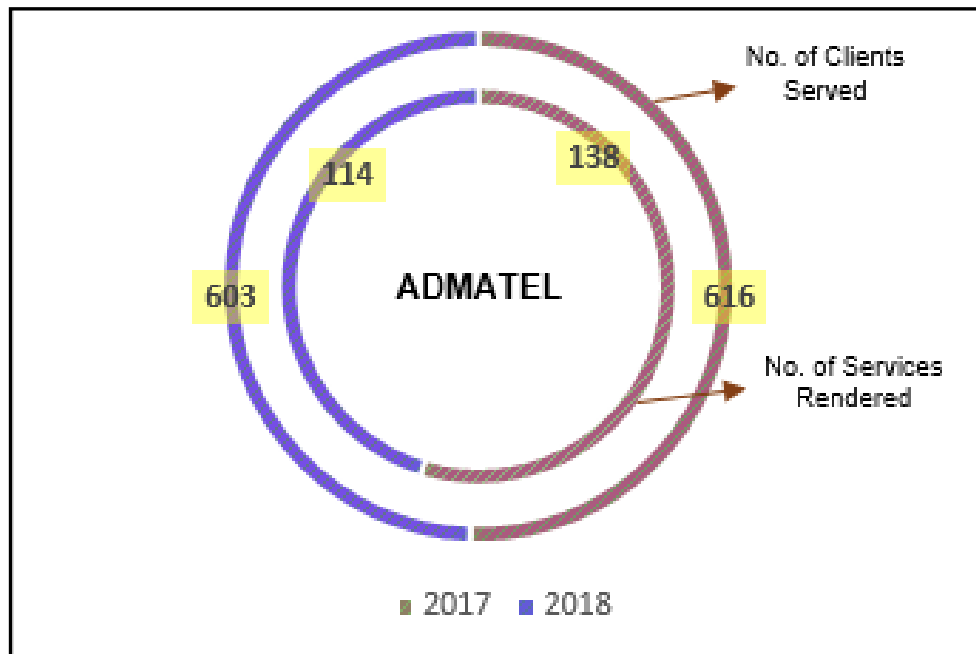 No. of Clients
Served
138
114
ADMATEL
603
616
No. of Services
Rendered
2017
2018